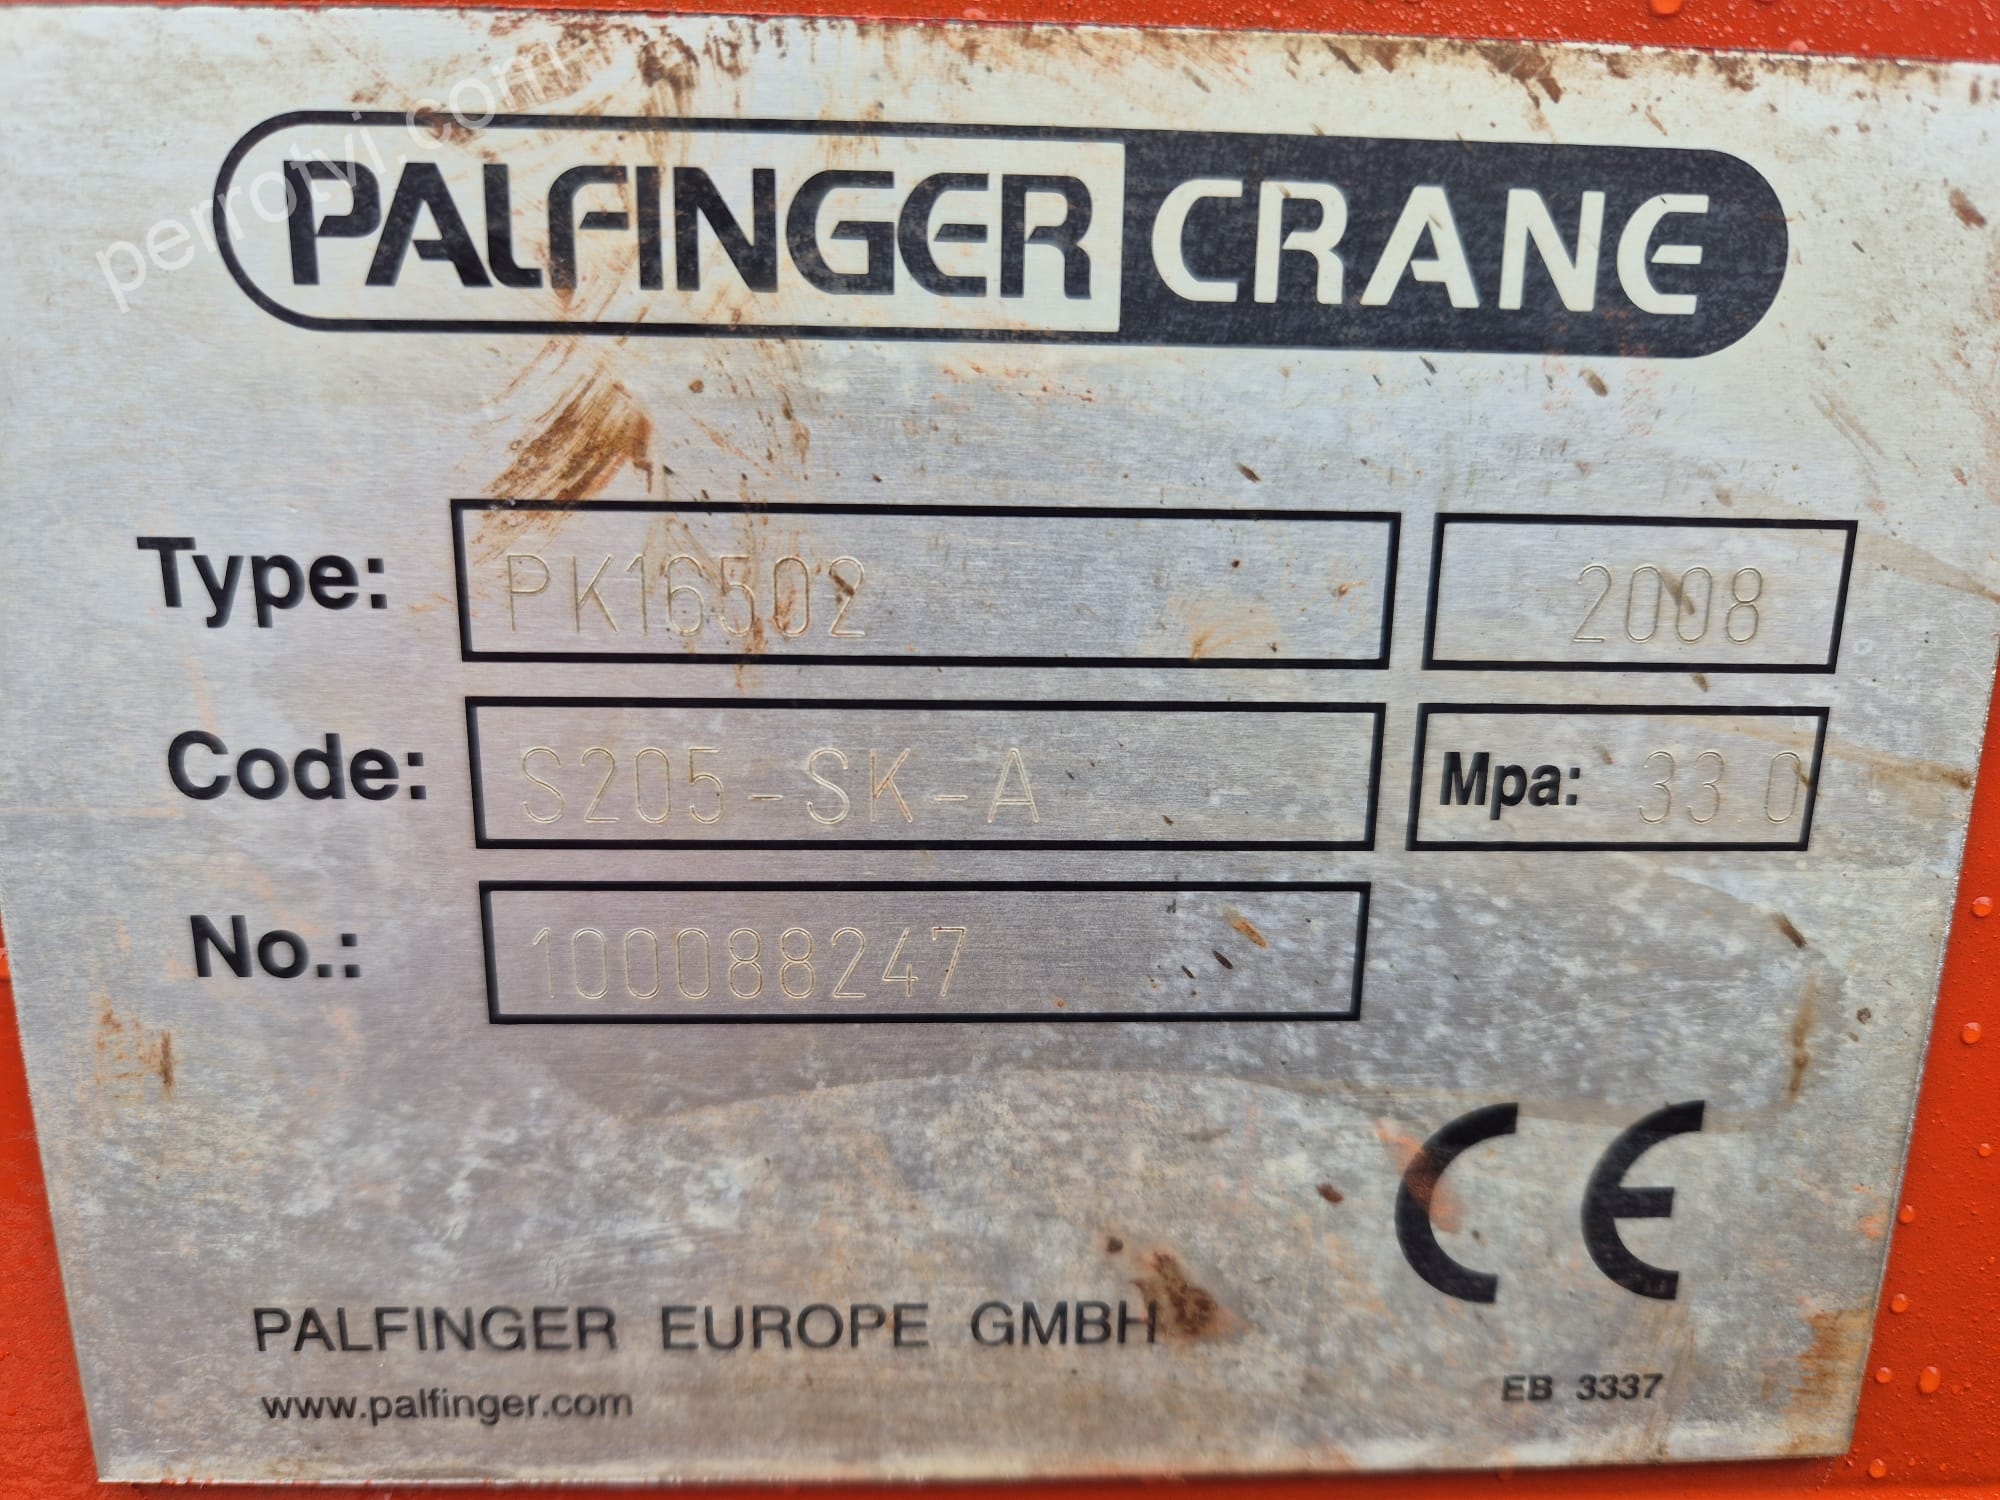 perrotvi.com
PALFINGER CRANE
Type: PK16502 2008
Code: S205-SK-A Mpa: 33.0
No.: 100088247
CE
PALFINGER EUROPE GMBH
www.palfinger.com
EB 3337